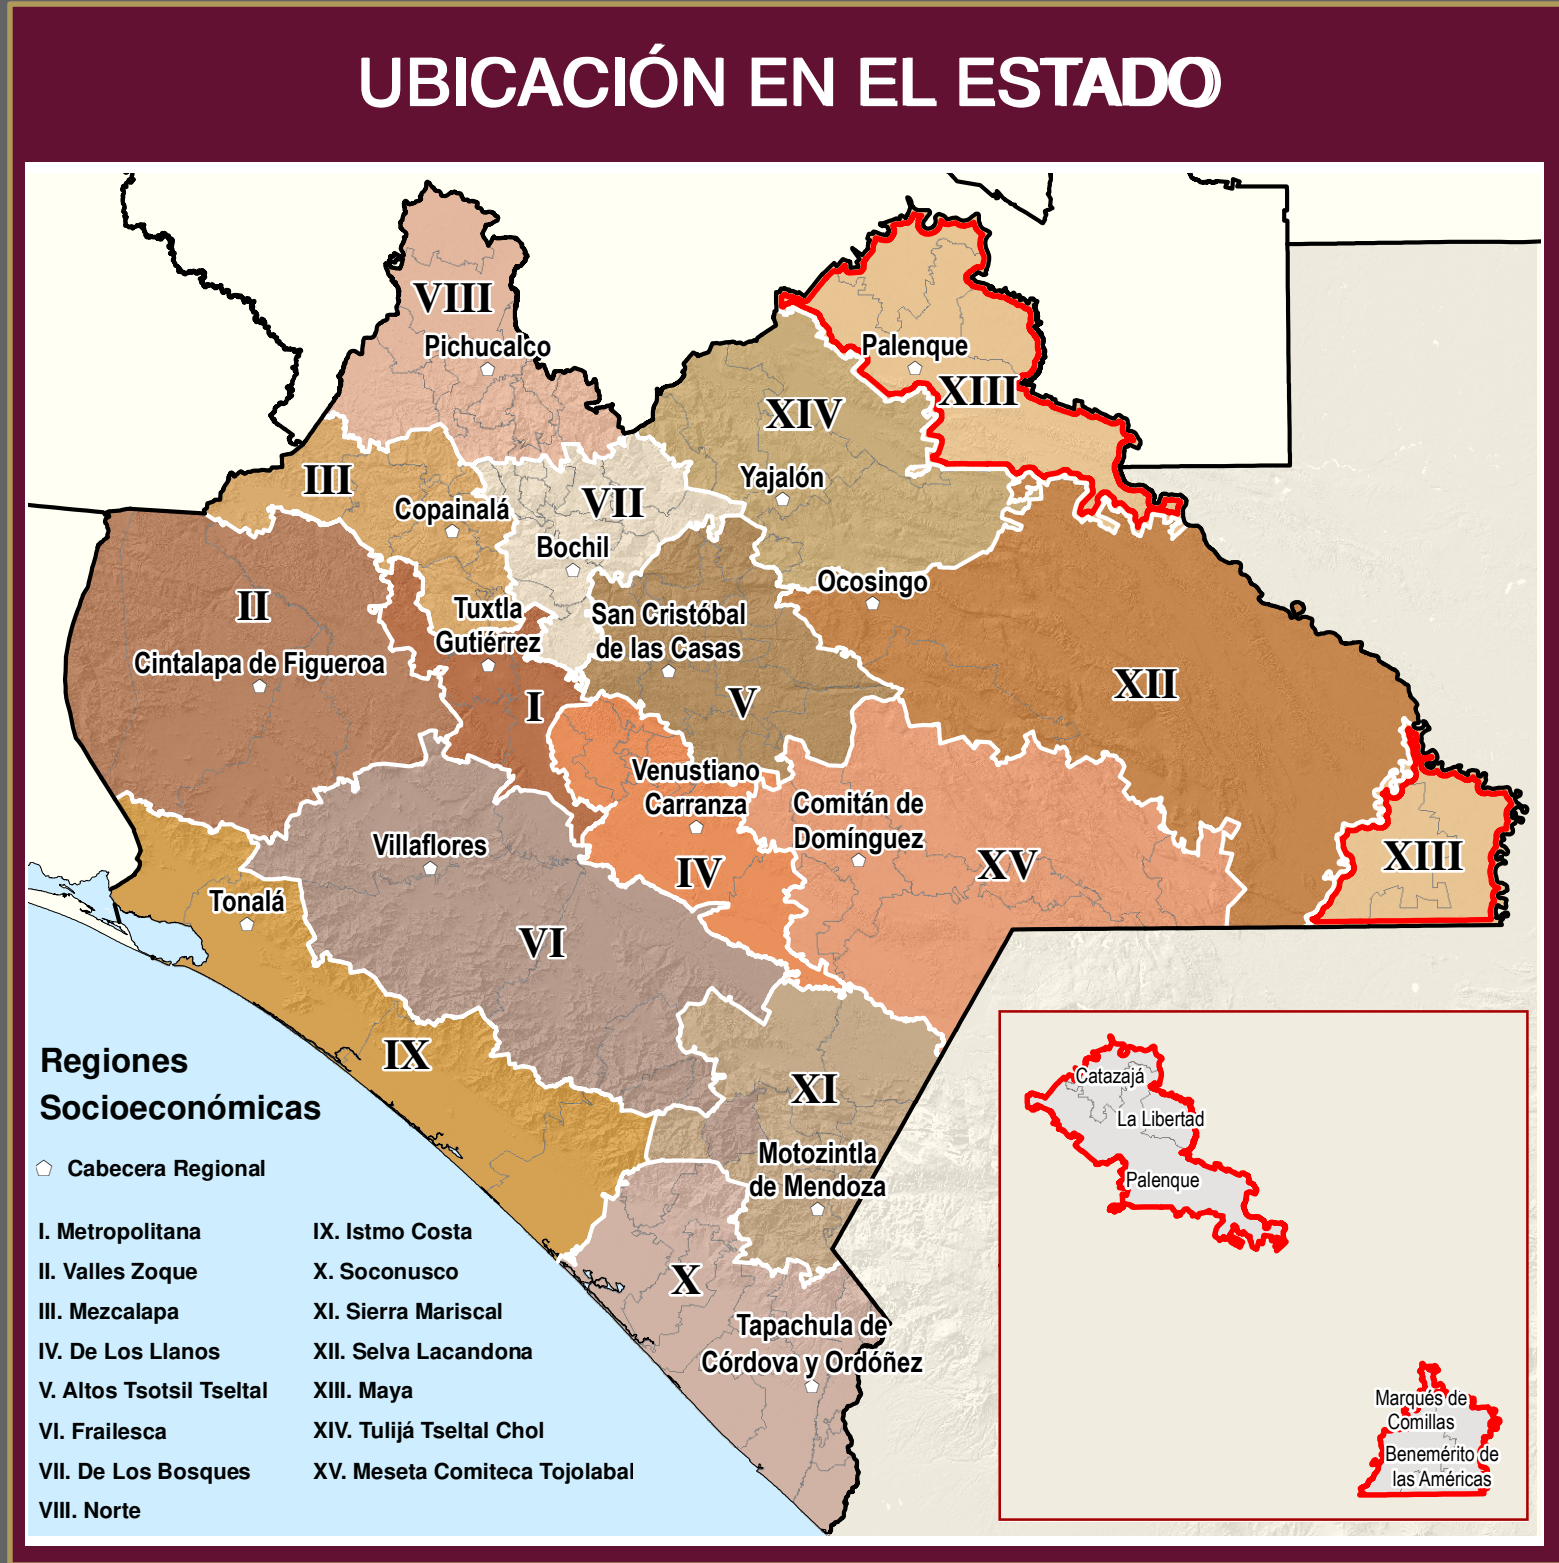 UBICACIÓN EN EL ESTADO
VIII
Pichucalco
Palenque
XIII
XIV
III
Yajalón
VII
Copainalá
Bochil
Ocosingo
II
Tuxtla
Gutiérrez
San Cristóbal
de las Casas
Cintalapa de Figueroa
XII
I
V
Venustiano
Carranza
Comitán de
Domínguez
Villaflores
IV
XV
XIII
Tonalá
VI
IX
XI
Motozintla
de Mendoza
X
Tapachula de
Córdova y Ordóñez
Regiones
Socioeconómicas
Cabecera Regional
I. Metropolitana
II. Valles Zoque
III. Mezcalapa
IV. De Los Llanos
V. Altos Tsotsil Tseltal
VI. Frailesca
VII. De Los Bosques
VIII. Norte
IX. Istmo Costa
X. Soconusco
XI. Sierra Mariscal
XII. Selva Lacandona
XIII. Maya
XIV. Tulijá Tseltal Chol
XV. Meseta Comiteca Tojolabal
Catazajá
La Libertad
Palenque
Marqués de
Comillas
Benemérito de
las Américas